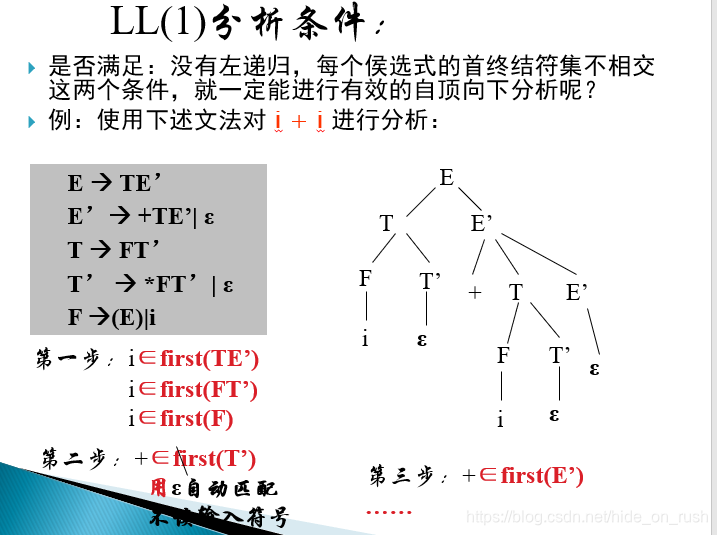 LL(1)分析条件：
是否满足：没有左递归，每个侯选式的首终结符集不相交
这两个条件，就一定能进行有效的自顶向下分析呢？
例：使用下述文法对 i + i 进行分析：
E → TE’
E’ → +TE’| ε
T → FT’
T’ → *FT’ | ε
F →(E)|i
E
T E’
F T’ + T E’
i ε F T’ ε
i ε
第一步：i∈first(TE’)
i∈first(FT’)
i∈first(F)
第二步：+∉first(T’)
用ε自动匹配
不读输入符号
第三步：+∈first(E’)
……
https://blog.csdn.net/hide_on_rush